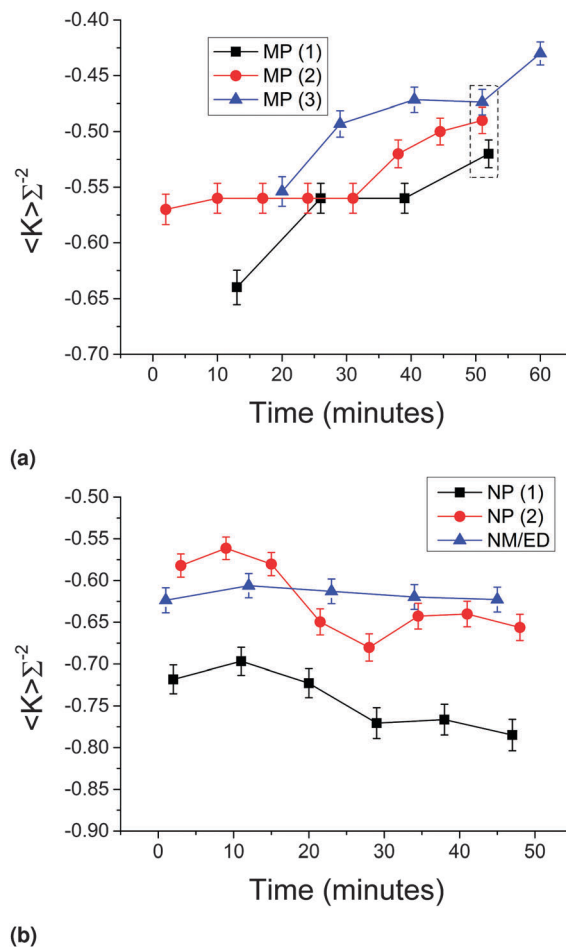 -0.40
-0.45
-0.50
-0.55
-0.60
-0.65
-0.70
<K>Σ⁻²
MP (1)
MP (2)
MP (3)
0 10 20 30 40 50 60
Time (minutes)
(a)
-0.50
-0.55
-0.60
-0.65
-0.70
-0.75
-0.80
-0.85
-0.90
<K>Σ⁻²
NP (1)
NP (2)
NM/ED
0 10 20 30 40 50
Time (minutes)
(b)